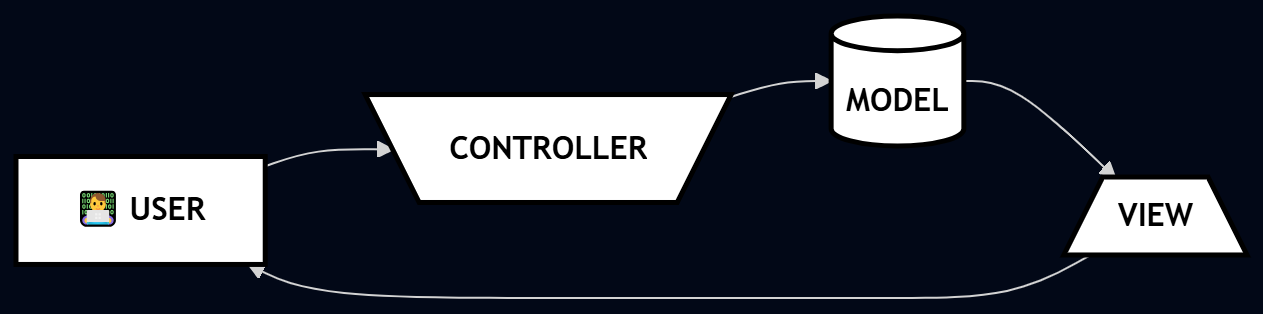 USER
CONTROLLER
MODEL
VIEW